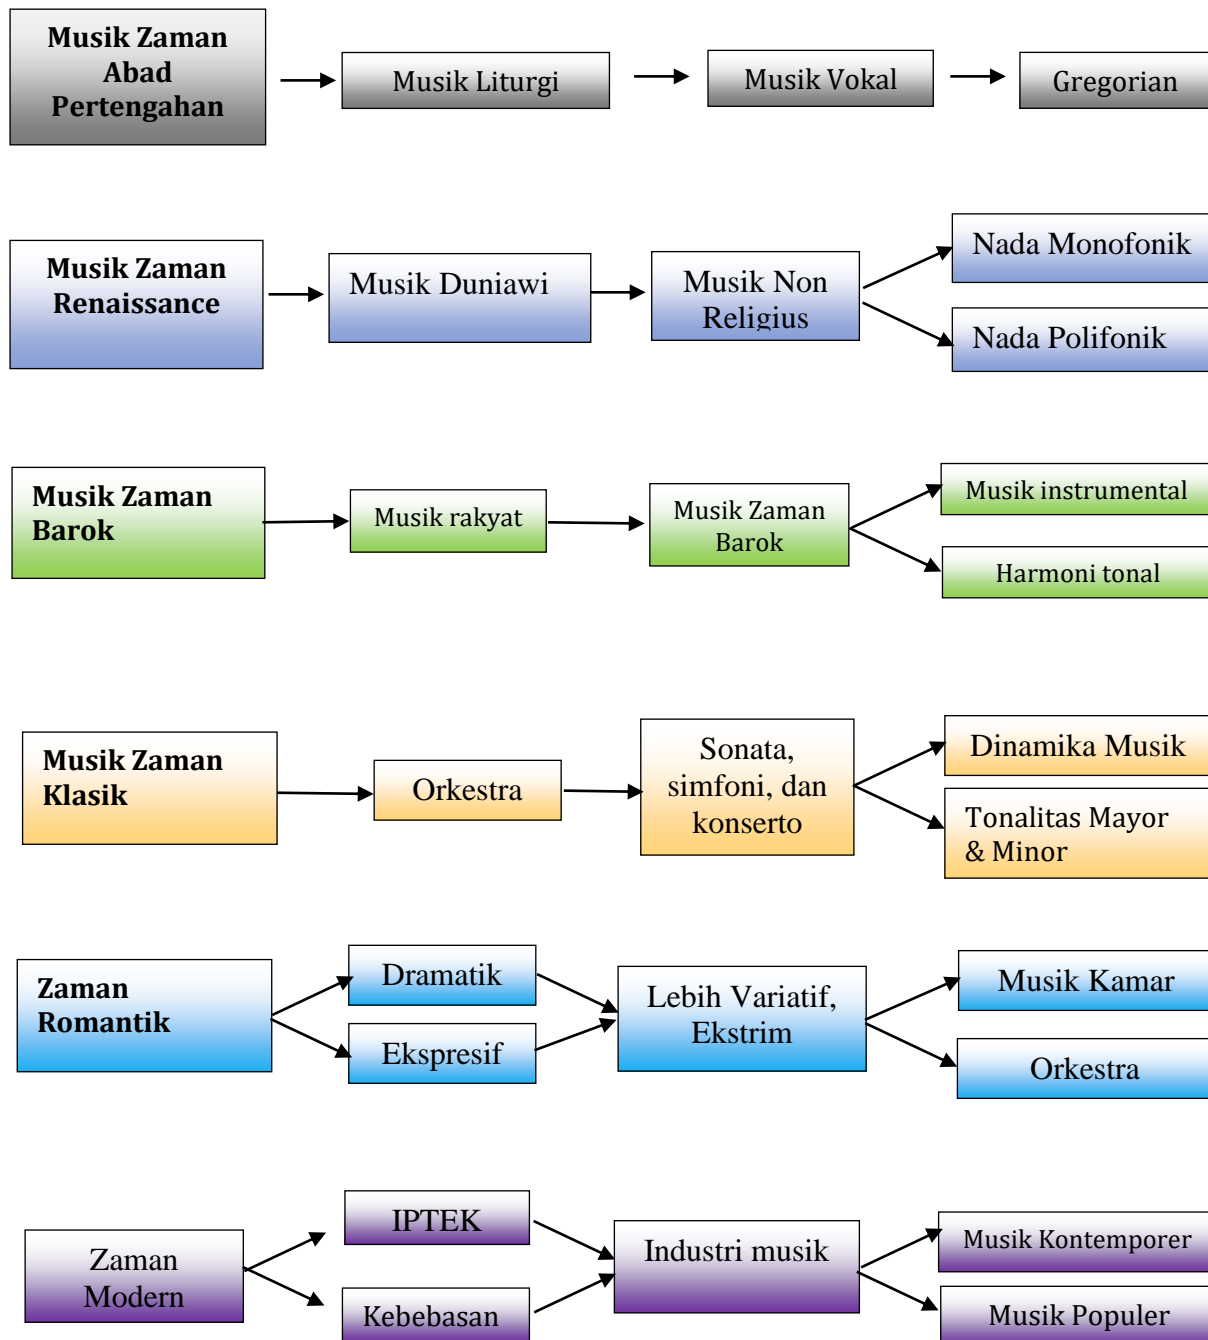 Musik Zaman
Abad
Pertengahan
Musik Liturgi
Musik Vokal
Gregorian
Musik Zaman
Renaissance
Musik Duniawi
Musik Non
Religius
Nada Monofonik
Nada Polifonik
Musik Zaman
Barok
Musik rakyat
Musik Zaman
Barok
Musik instrumental
Harmoni tonal
Musik Zaman
Klasik
Orkestra
Sonata,
simfoni, dan
konserto
Dinamika Musik
Tonalitas Mayor
& Minor
Zaman
Romantik
Dramatik
Ekspresif
Lebih Variatif,
Ekstrim
Musik Kamar
Orkestra
Zaman
Modern
IPTEK
Kebebasan
Industri musik
Musik Kontemporer
Musik Populer